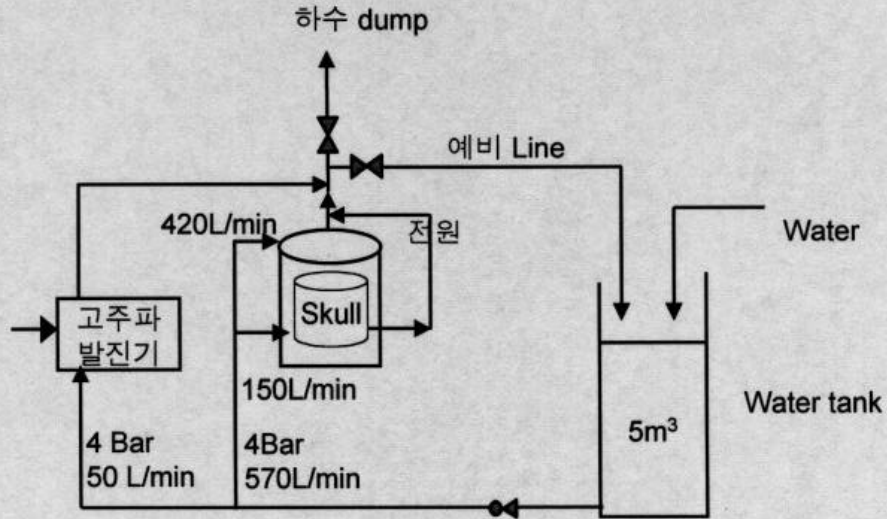 하수 dump
예비 Line
420L/min
전원
Water
고주파
발진기
Skull
150L/min
4 Bar
50 L/min
4Bar
570L/min
5m³
Water tank